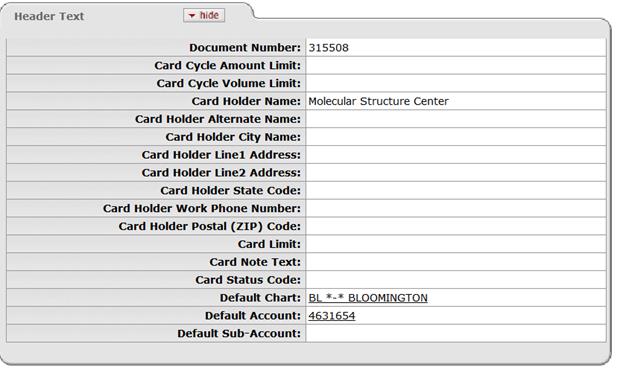 Header Text
hide
Document Number: 315508
Card Cycle Amount Limit:
Card Cycle Volume Limit:
Card Holder Name: Molecular Structure Center
Card Holder Alternate Name:
Card Holder City Name:
Card Holder Line1 Address:
Card Holder Line2 Address:
Card Holder State Code:
Card Holder Work Phone Number:
Card Holder Postal (ZIP) Code:
Card Limit:
Card Note Text:
Card Status Code:
Default Chart: BL *-* BLOOMINGTON
Default Account: 4631654
Default Sub-Account: